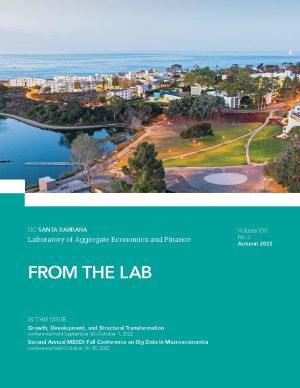 UC SANTA BARBARA
Laboratory of Aggregate Economics and Finance
Volume XVI
No. 3
Autumn 2022
FROM THE LAB
IN THIS ISSUE
Growth, Development, and Structural Transformation
conference held September 30–October 1, 2022
Second Annual MEDDI Fall Conference on Big Data in Macroeconomics
conference held October 14–15, 2022